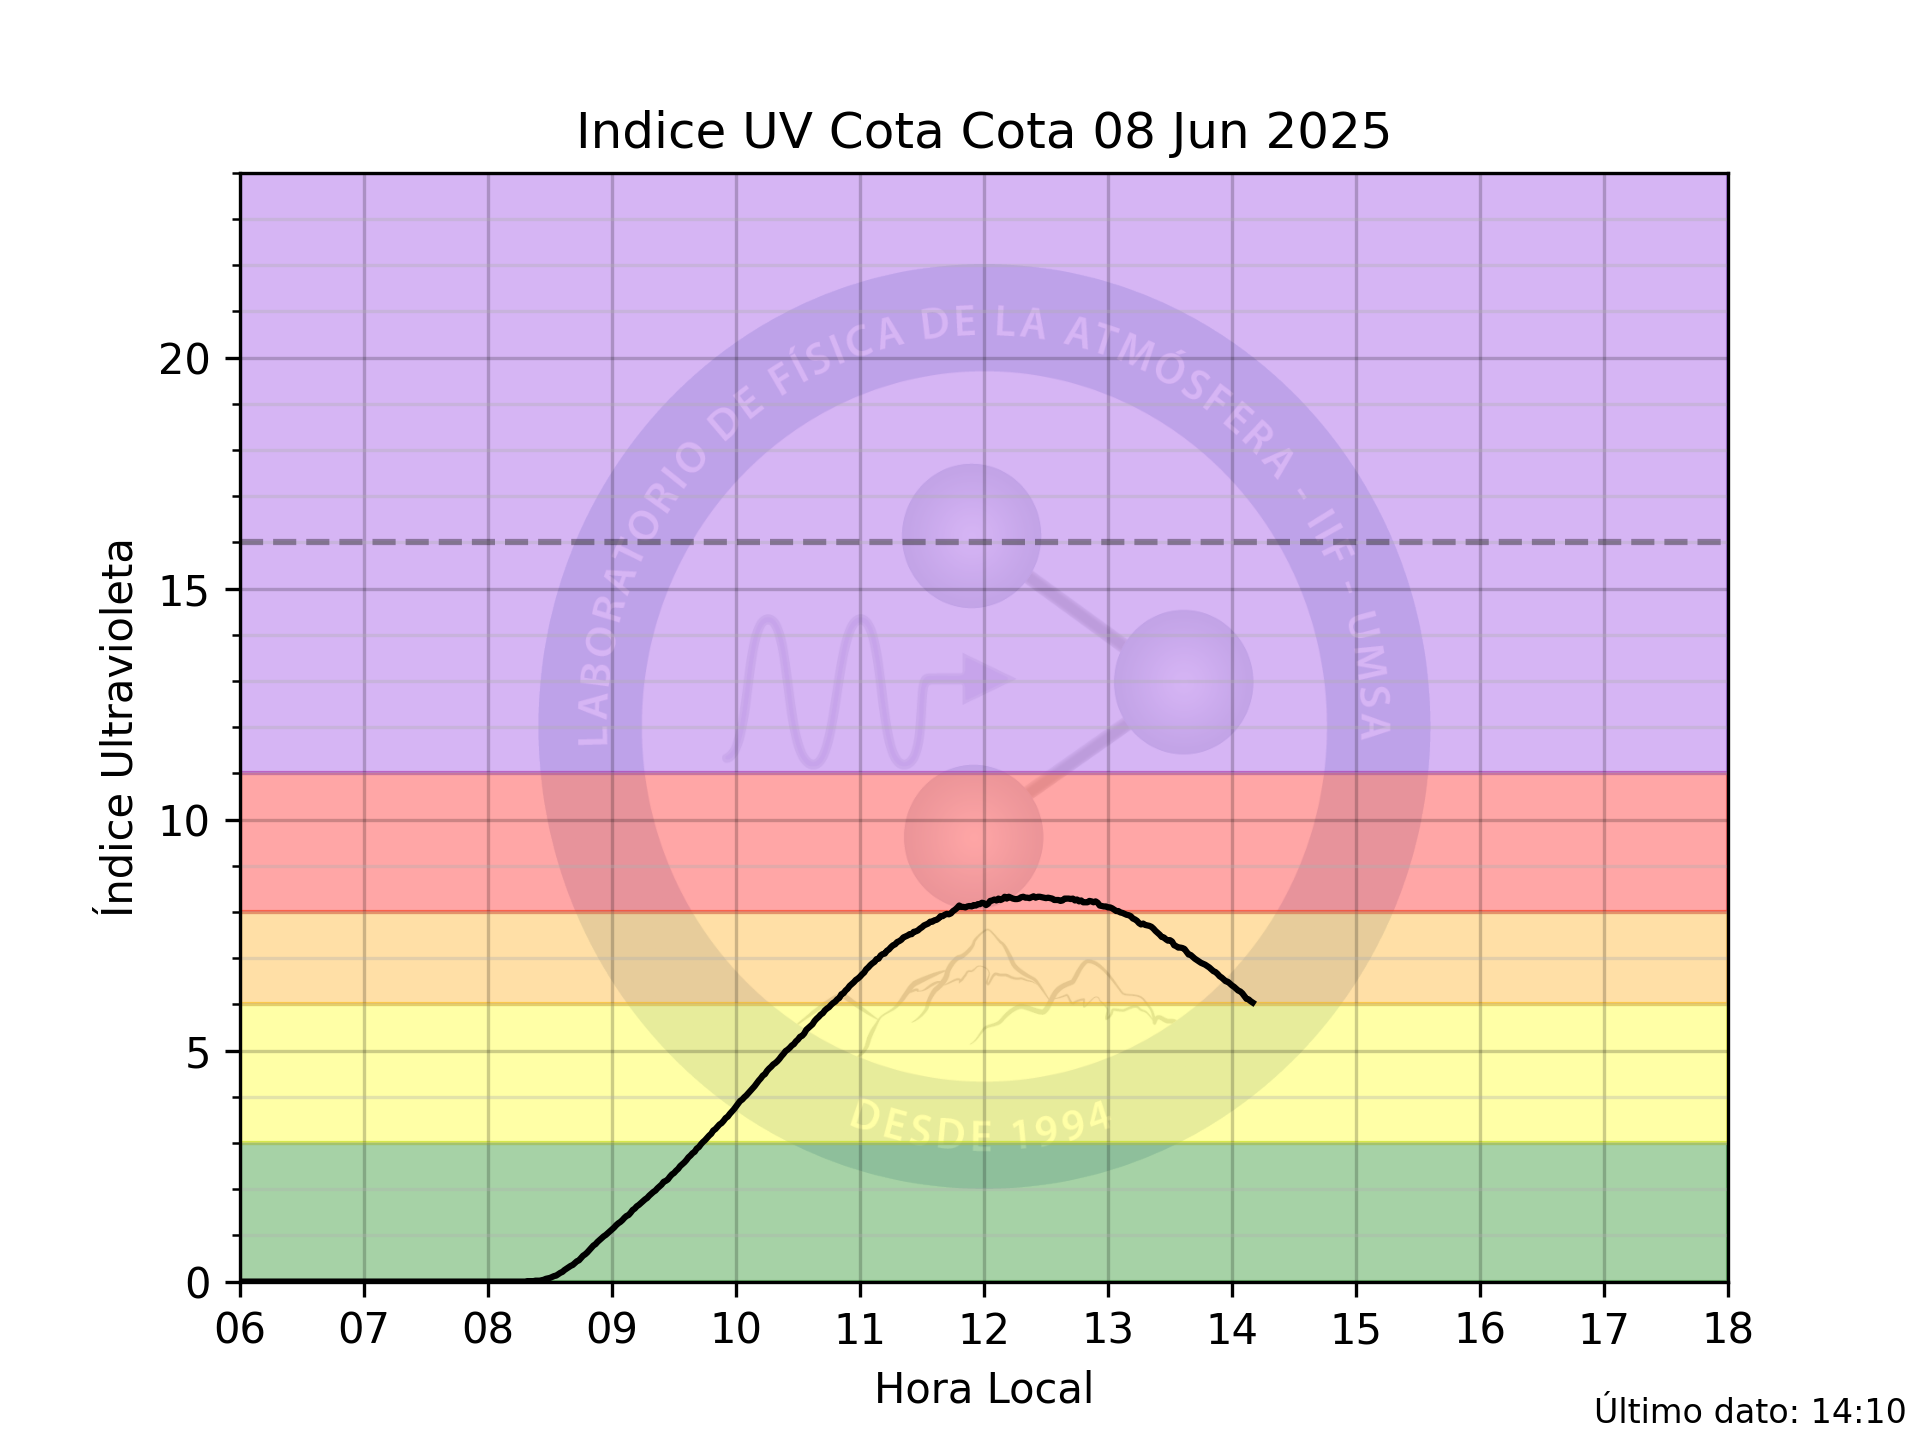 Indice UV Cota Cota 08 Jun 2025
Índice Ultravioleta
20
15
10
5
0
LABORATORIO DE FÍSICA DE LA ATMÓSFERA - IIF - UMSA
DESDE 1994
06 07 08 09 10 11 12 13 14 15 16 17 18
Hora Local
Último dato: 14:10